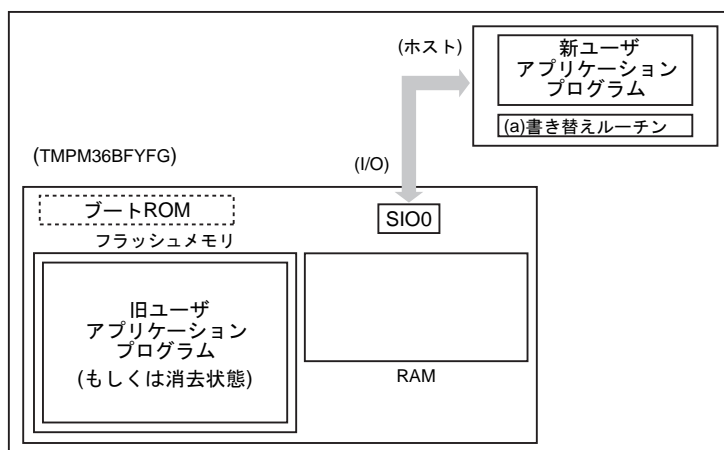 (ホスト)
新ユーザ
アプリケーション
プログラム
(a)書き替えルーチン
(TMPM36BFYFG)
(I/O)
ブートROM
SIO0
フラッシュメモリ
旧ユーザ
アプリケーション
プログラム
(もしくは消去状態)
RAM